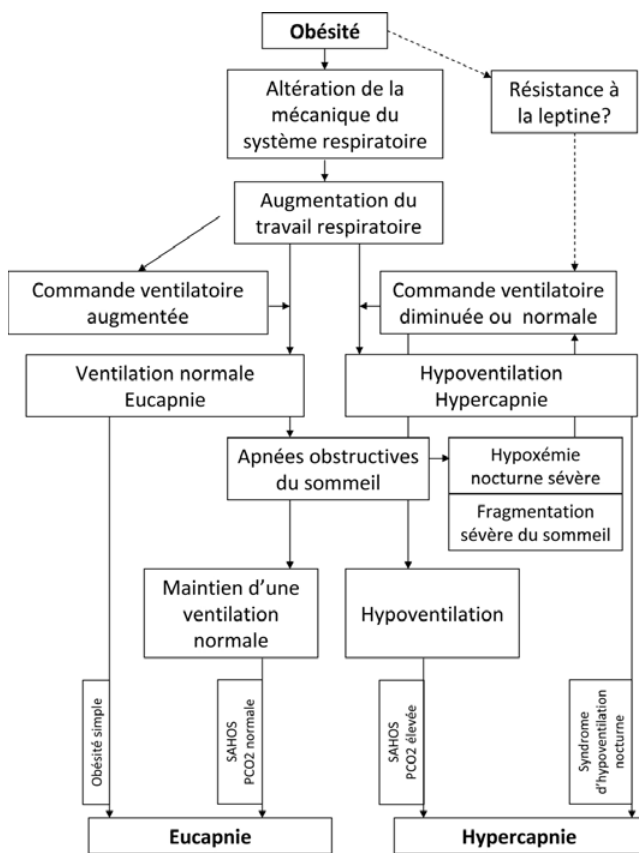 Obésité
Altération de la
mécanique du
système respiratoire
Résistance à
la leptine?
Augmentation du
travail respiratoire
Commande ventilatoire
augmentée
Commande ventilatoire
diminuée ou normale
Ventilation normale
Eucapnie
Hypoventilation
Hypercapnie
Apnées obstructives
du sommeil
Hypoxémie
nocturne sévère
Fragmentation
sévère du sommeil
Maintien d’une
ventilation
normale
Hypoventilation
Obésité simple
SAHOS
PCO2 normale
SAHOS
PCO2 élevée
Syndrome
d’hypoventilation
nocturne
Eucapnie
Hypercapnie